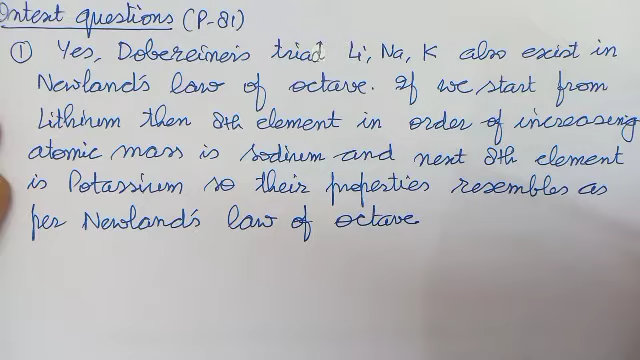 Intext questions (P-81)
① Yes, Dobereiner's triad Li, Na, K also exist in
Newland's law of octave. If we start from
Lithium then 8th element in order of increasing
atomic mass is sodium and next 8th element
is Potassium so their properties resembles as
per Newland's law of octave